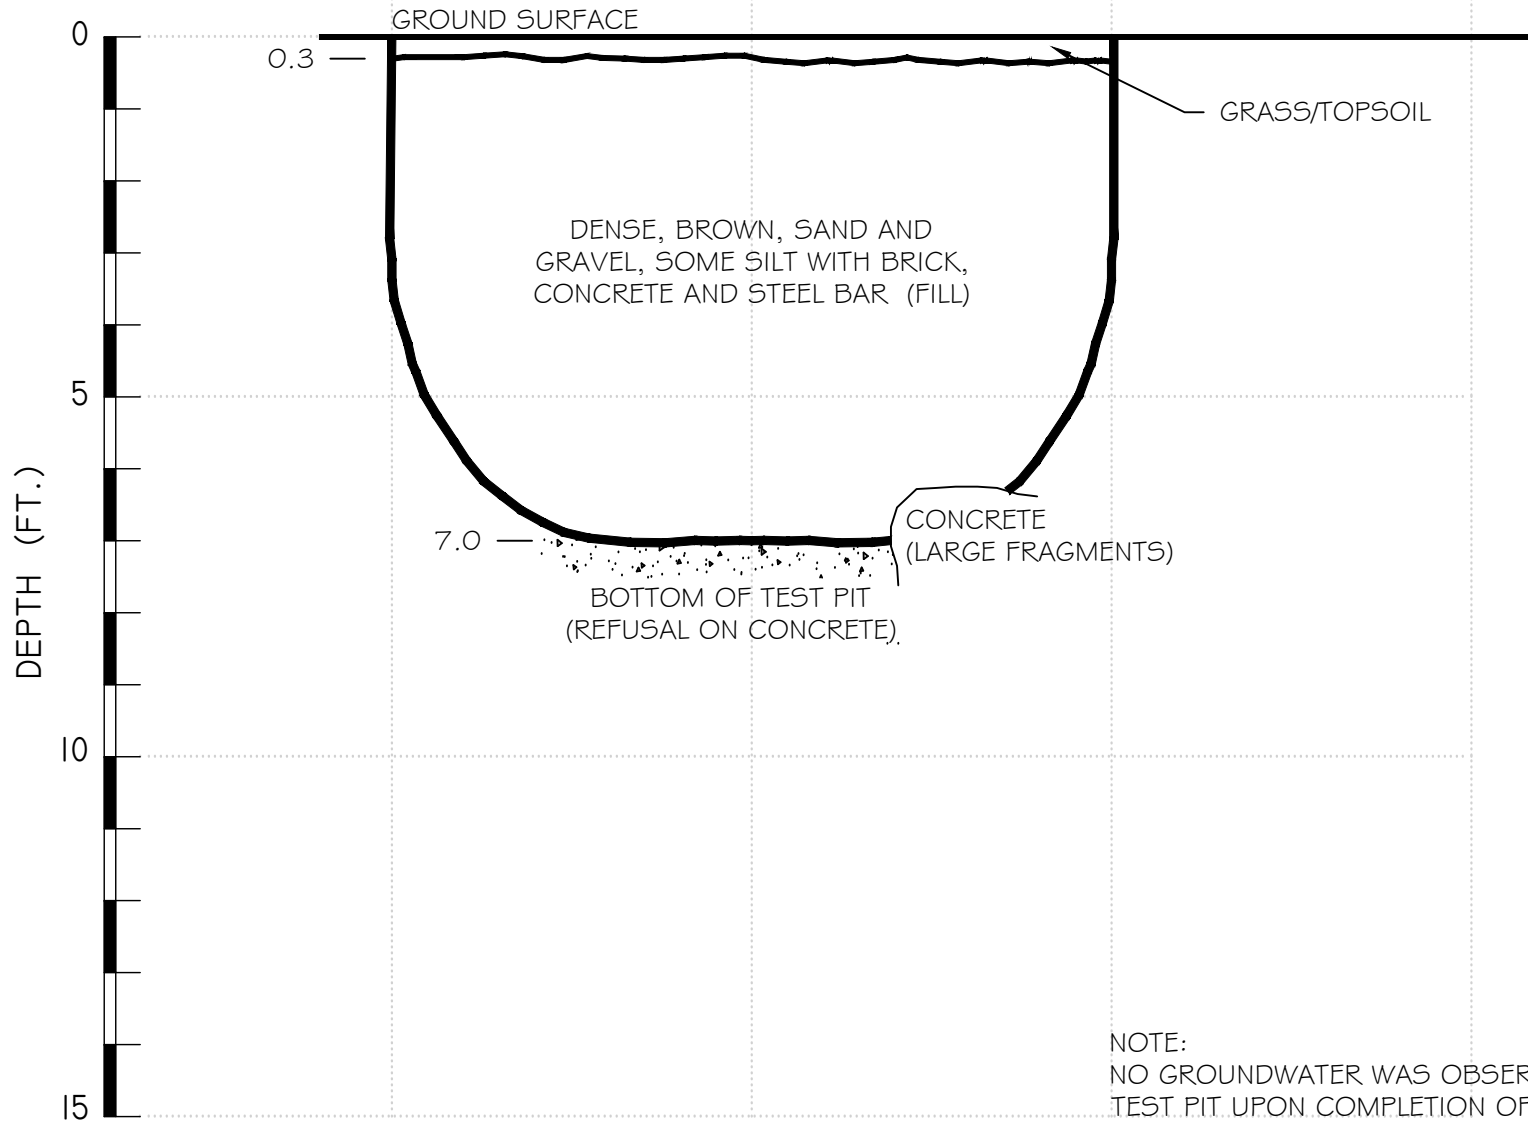 GROUND SURFACE
0
0.3
GRASS/TOPSOIL
DENSE, BROWN, SAND AND
GRAVEL, SOME SILT WITH BRICK,
CONCRETE AND STEEL BAR (FILL)
5
DEPTH (FT.)
CONCRETE
(LARGE FRAGMENTS)
7.0
BOTTOM OF TEST PIT
(REFUSAL ON CONCRETE)
10
NOTE:
NO GROUNDWATER WAS OBSER
TEST PIT UPON COMPLETION OF
15